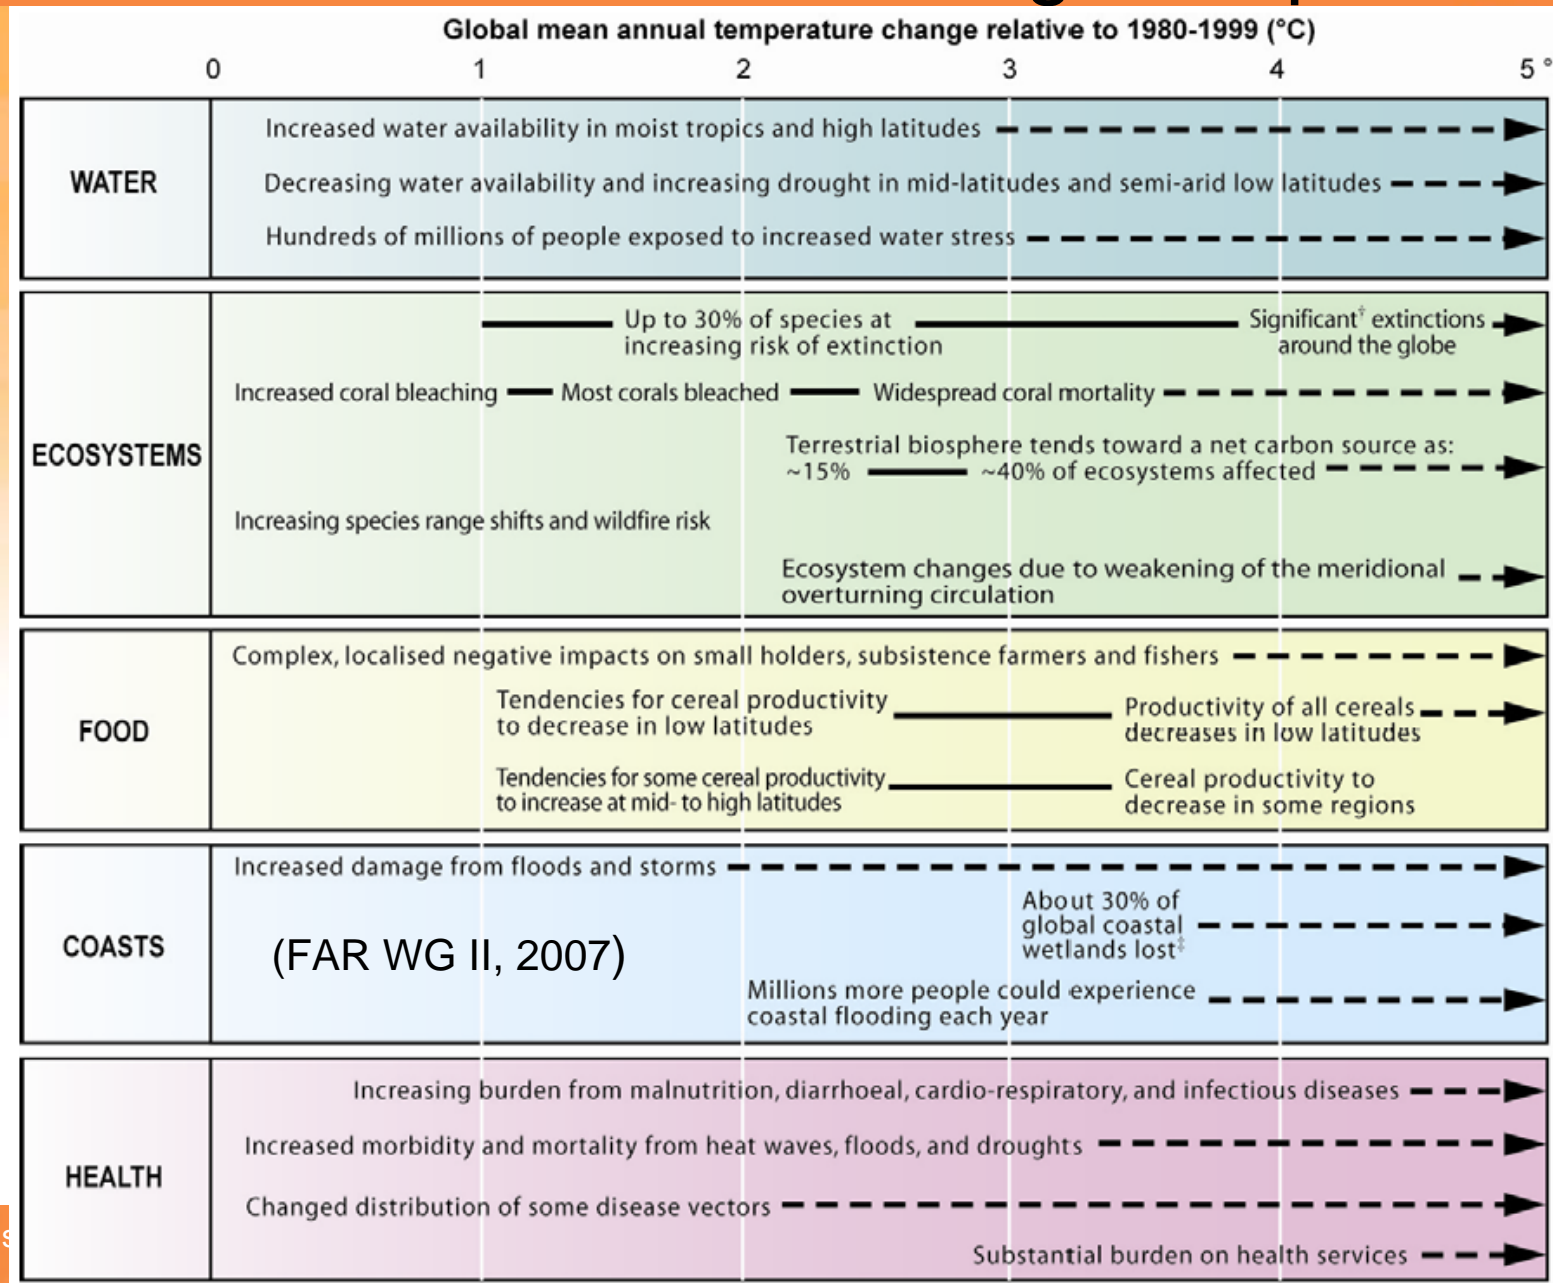 Global mean annual temperature change relative to 1980-1999 (°C)
0 1 2 3 4 5 °
WATER
Increased water availability in moist tropics and high latitudes
Decreasing water availability and increasing drought in mid-latitudes and semi-arid low latitudes
Hundreds of millions of people exposed to increased water stress
ECOSYSTEMS
Up to 30% of species at
increasing risk of extinction
Significant† extinctions
around the globe
Increased coral bleaching Most corals bleached Widespread coral mortality
Terrestrial biosphere tends toward a net carbon source as:
~15% ~40% of ecosystems affected
Increasing species range shifts and wildfire risk
Ecosystem changes due to weakening of the meridional
overturning circulation
FOOD
Complex, localised negative impacts on small holders, subsistence farmers and fishers
Tendencies for cereal productivity
to decrease in low latitudes
Productivity of all cereals
decreases in low latitudes
Tendencies for some cereal productivity
to increase at mid- to high latitudes
Cereal productivity to
decrease in some regions
COASTS
Increased damage from floods and storms
About 30% of
global coastal
wetlands lost‡
(FAR WG II, 2007)
Millions more people could experience
coastal flooding each year
HEALTH
Increasing burden from malnutrition, diarrhoeal, cardio-respiratory, and infectious diseases
Increased morbidity and mortality from heat waves, floods, and droughts
Changed distribution of some disease vectors
Substantial burden on health services